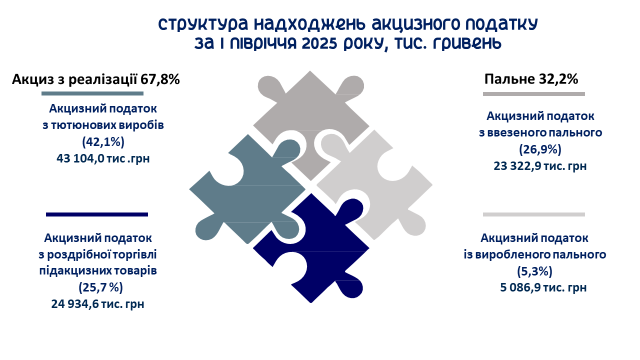 структура надходжень акцизного податку
за І півріччя 2025 року, тис. гривень
Акциз з реалізації 67,8%
Акцизний податок
з тютюнових виробів
(42,1%)
43 104,0 тис .грн
Акцизний податок
з роздрібної торгівлі
підакцизних товарів
(25,7 %)
24 934,6 тис. грн
Пальне 32,2%
Акцизний податок
з ввезеного пального
(26,9%)
23 322,9 тис. грн
Акцизний податок
із виробленого пального
(5,3%)
5 086,9 тис. грн